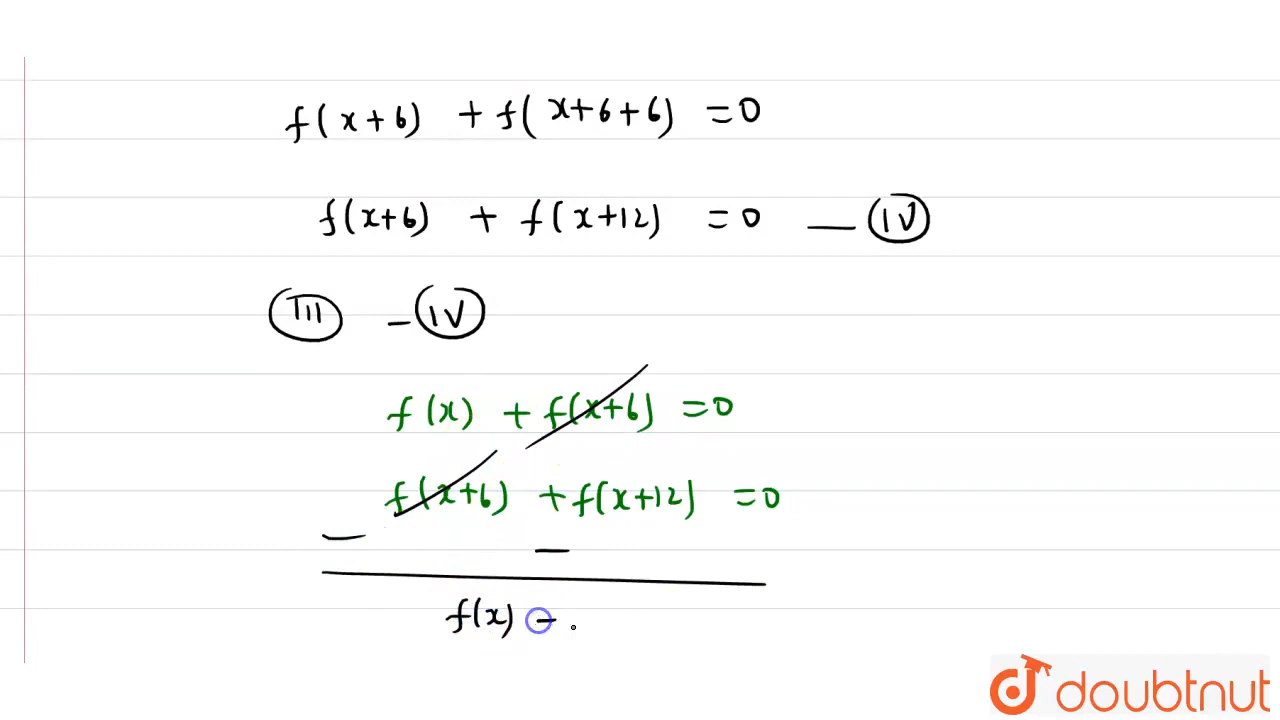 f(x+6) + f(x+6+6) = 0
f(x+6) + f(x+12) = 0 — IV
III - IV
f(x) + f(x+6) = 0
f(x+6) + f(x+12) = 0
— —
f(x) -
doubtnut